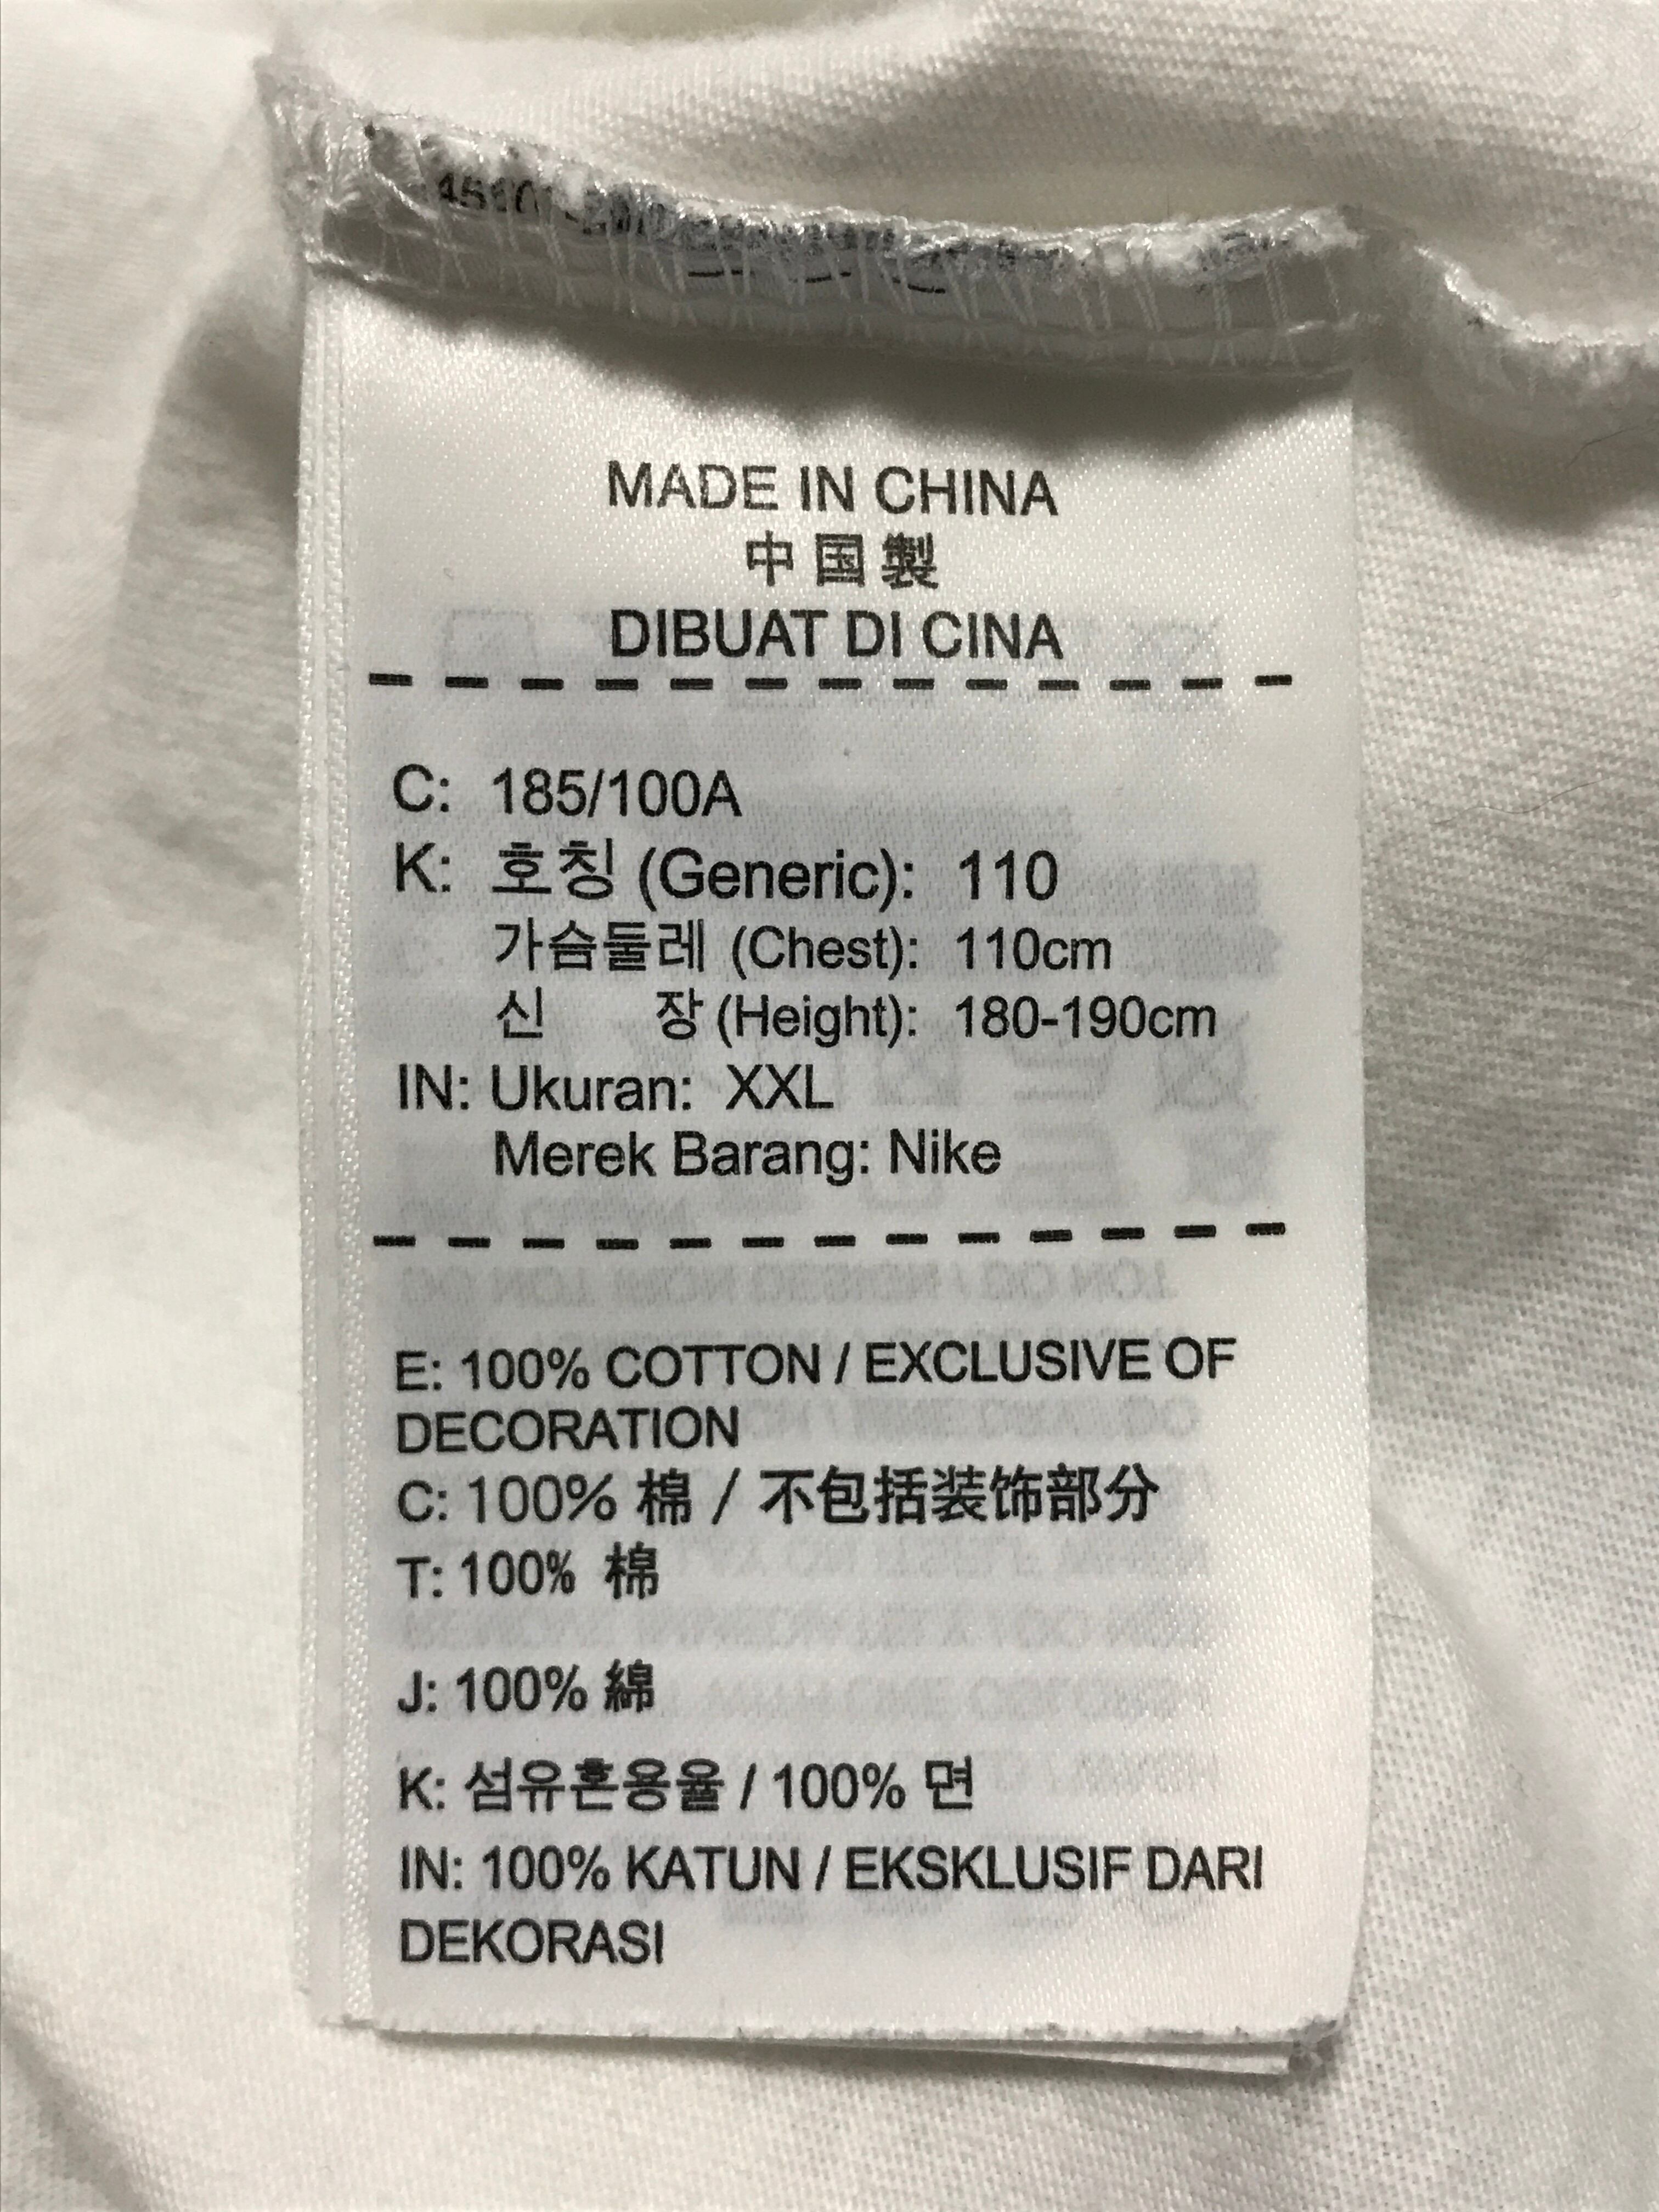 MADE IN CHINA
中国製
DIBUAT DI CINA
C: 185/100A
K: 호칭 (Generic): 110
가슴둘레 (Chest): 110cm
신 장 (Height): 180-190cm
IN: Ukuran: XXL
Merek Barang: Nike
E: 100% COTTON / EXCLUSIVE OF
DECORATION
C: 100% 棉 / 不包括装饰部分
T: 100% 棉
J: 100% 綿
K: 섬유혼용율 / 100% 면
IN: 100% KATUN / EKSKLUSIF DARI
DEKORASI